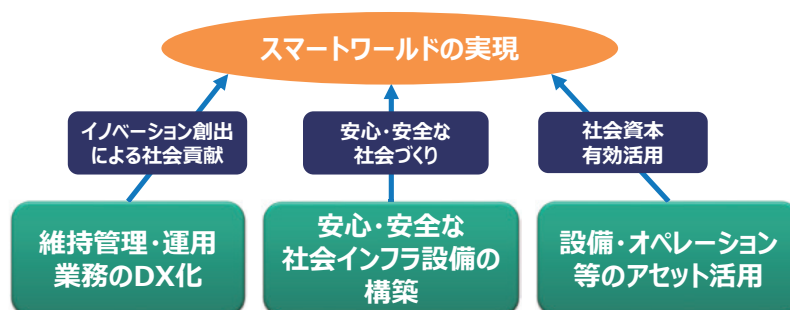 スマートワールドの実現
イノベーション創出
による社会貢献
安心・安全な
社会づくり
社会資本
有効活用
維持管理・運用
業務のDX化
安心・安全な
社会インフラ設備の
構築
設備・オペレーション
等のアセット活用